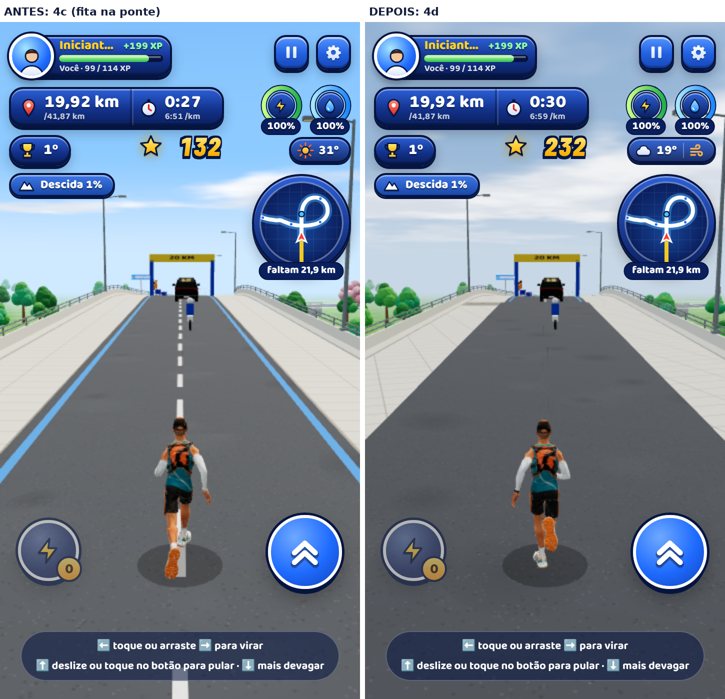 ANTES: 4c (fita na ponte)
Iniciant... +199 XP
Você · 99 / 114 XP
19,92 km
/41,87 km
0:27
6:51 /km
100% 100%
1°
132
31°
Descida 1%
Faltam 21,9 km
20 KM
0
⬅ toque ou arraste ➡ para virar
⬆ deslize ou toque no botão para pular · ⬇ mais devagar
DEPOIS: 4d
Iniciant... +199 XP
Você · 99 / 114 XP
19,92 km
/41,87 km
0:30
6:59 /km
100% 100%
1°
232
19°
Descida 1%
Faltam 21,9 km
20 KM
0
⬅ toque ou arraste ➡ para virar
⬆ deslize ou toque no botão para pular · ⬇ mais devagar